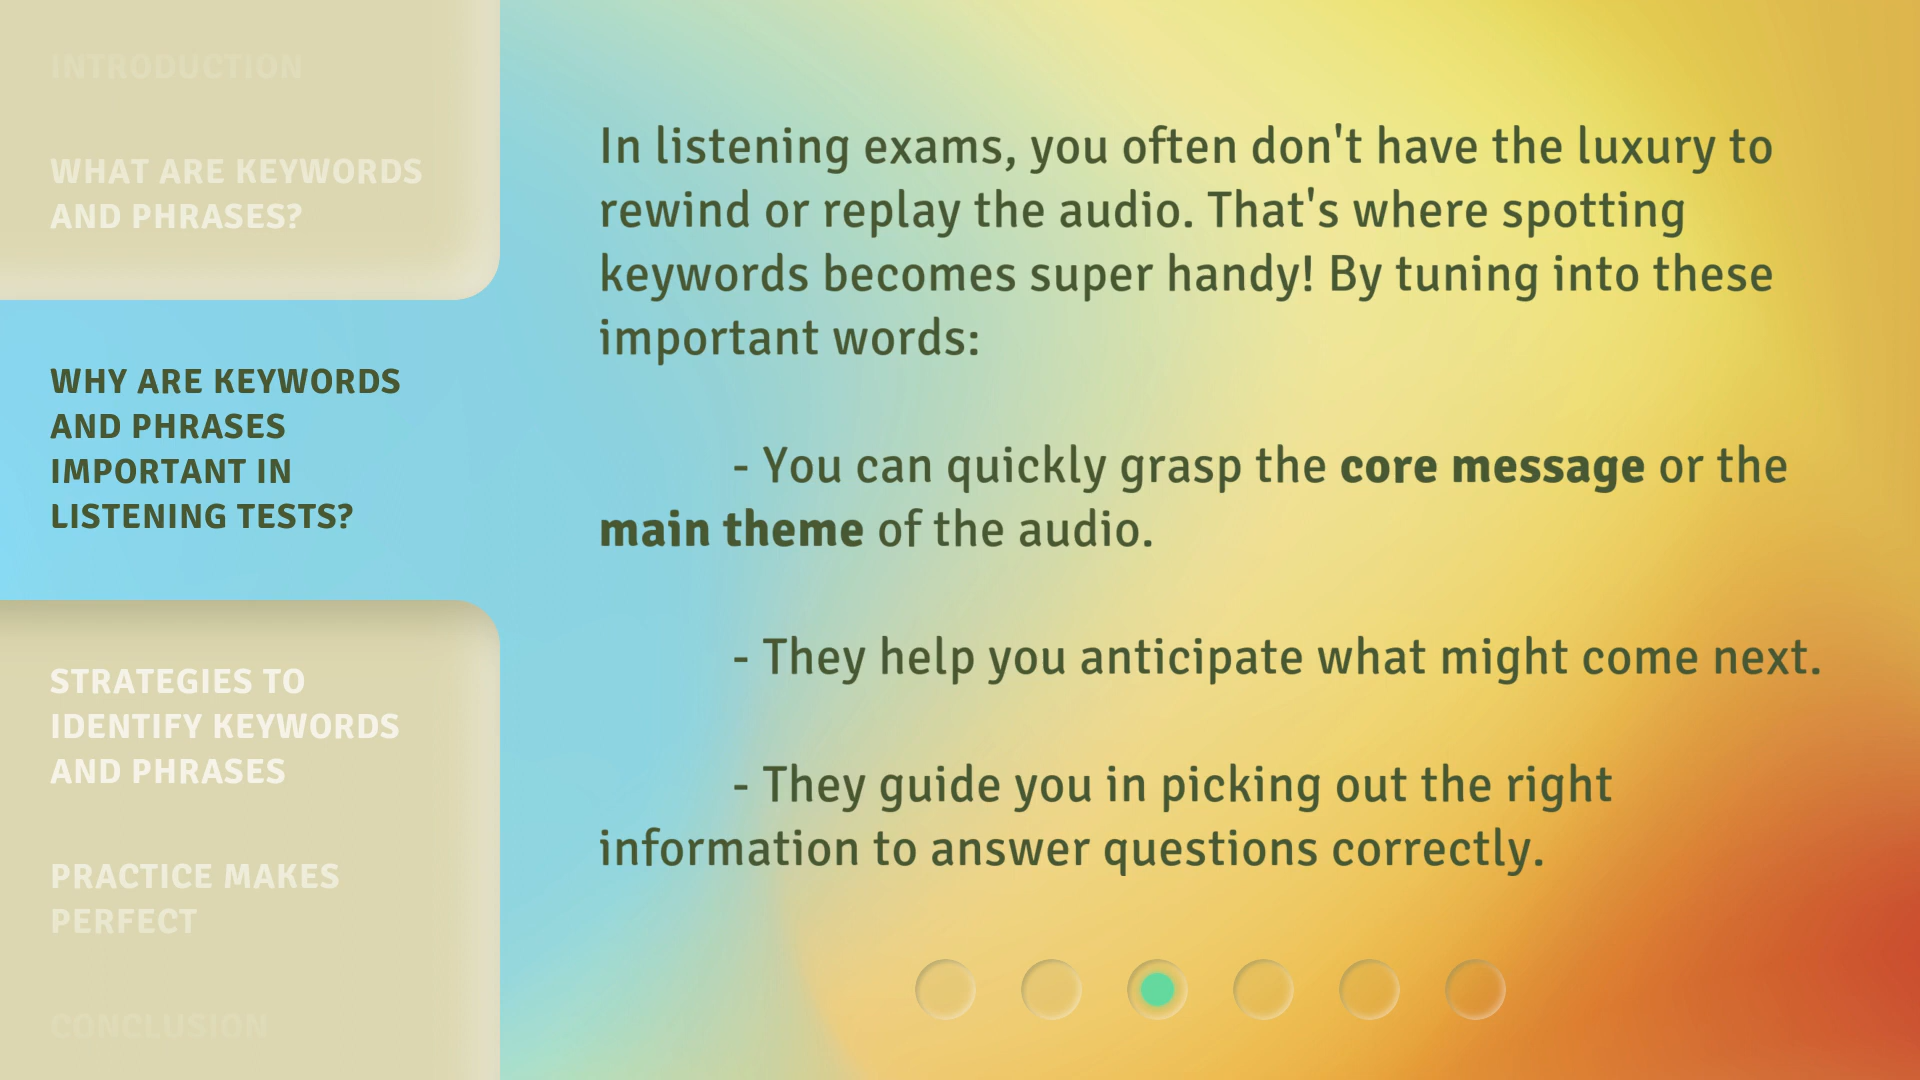 INTRODUCTION
WHAT ARE KEYWORDS
AND PHRASES?
WHY ARE KEYWORDS
AND PHRASES
IMPORTANT IN
LISTENING TESTS?
STRATEGIES TO
IDENTIFY KEYWORDS
AND PHRASES
PRACTICE MAKES
PERFECT
CONCLUSION
In listening exams, you often don't have the luxury to
rewind or replay the audio. That's where spotting
keywords becomes super handy! By tuning into these
important words:
- You can quickly grasp the core message or the
main theme of the audio.
- They help you anticipate what might come next.
- They guide you in picking out the right
information to answer questions correctly.